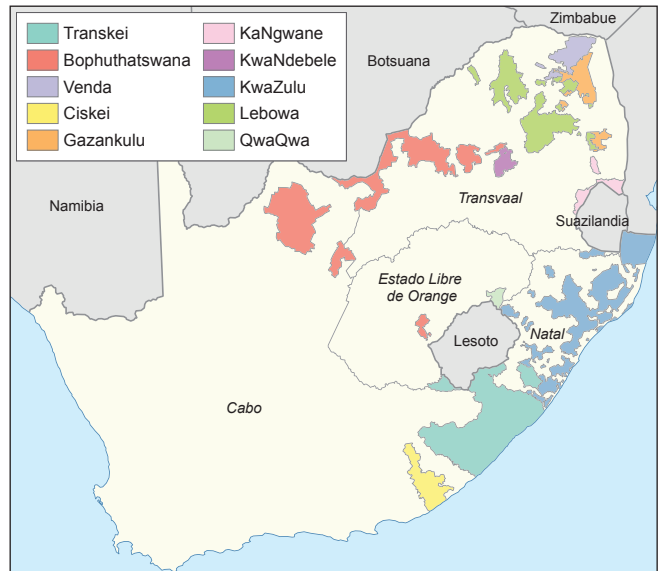 Transkei
Bophuthatswana
Venda
Ciskei
Gazankulu
KaNgwane
KwaNdebele
KwaZulu
Lebowa
QwaQwa
Zimbabue
Botsuana
Namibia
Transvaal
Suazilandia
Estado Libre
de Orange
Natal
Lesoto
Cabo